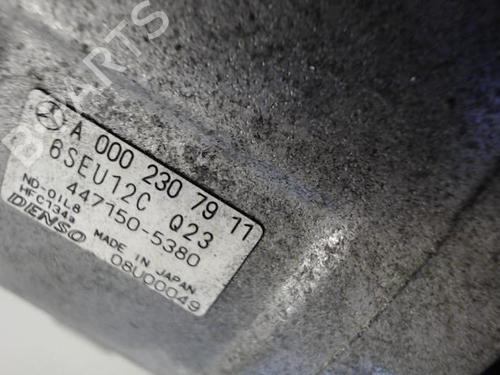 A 000 230 79 11
6SEU12C Q23
447150-5380
ND-OIL8
HFC134a
DENSO MADE IN JAPAN
08U00049